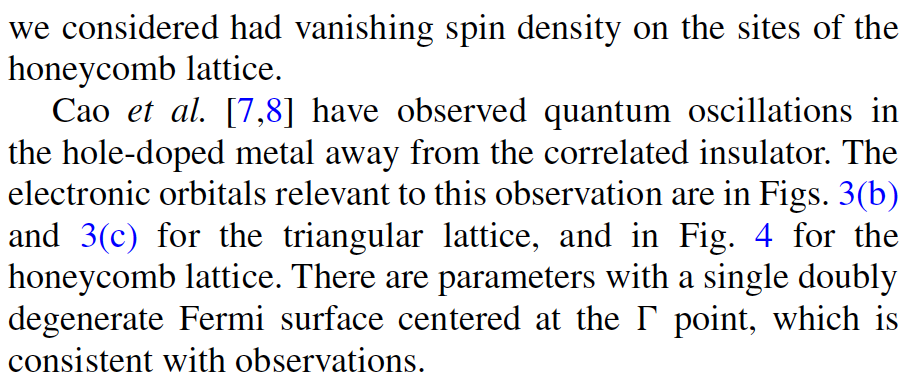 we considered had vanishing spin density on the sites of the
honeycomb lattice.
Cao et al. [7,8] have observed quantum oscillations in
the hole-doped metal away from the correlated insulator. The
electronic orbitals relevant to this observation are in Figs. 3(b)
and 3(c) for the triangular lattice, and in Fig. 4 for the
honeycomb lattice. There are parameters with a single doubly
degenerate Fermi surface centered at the Γ point, which is
consistent with observations.